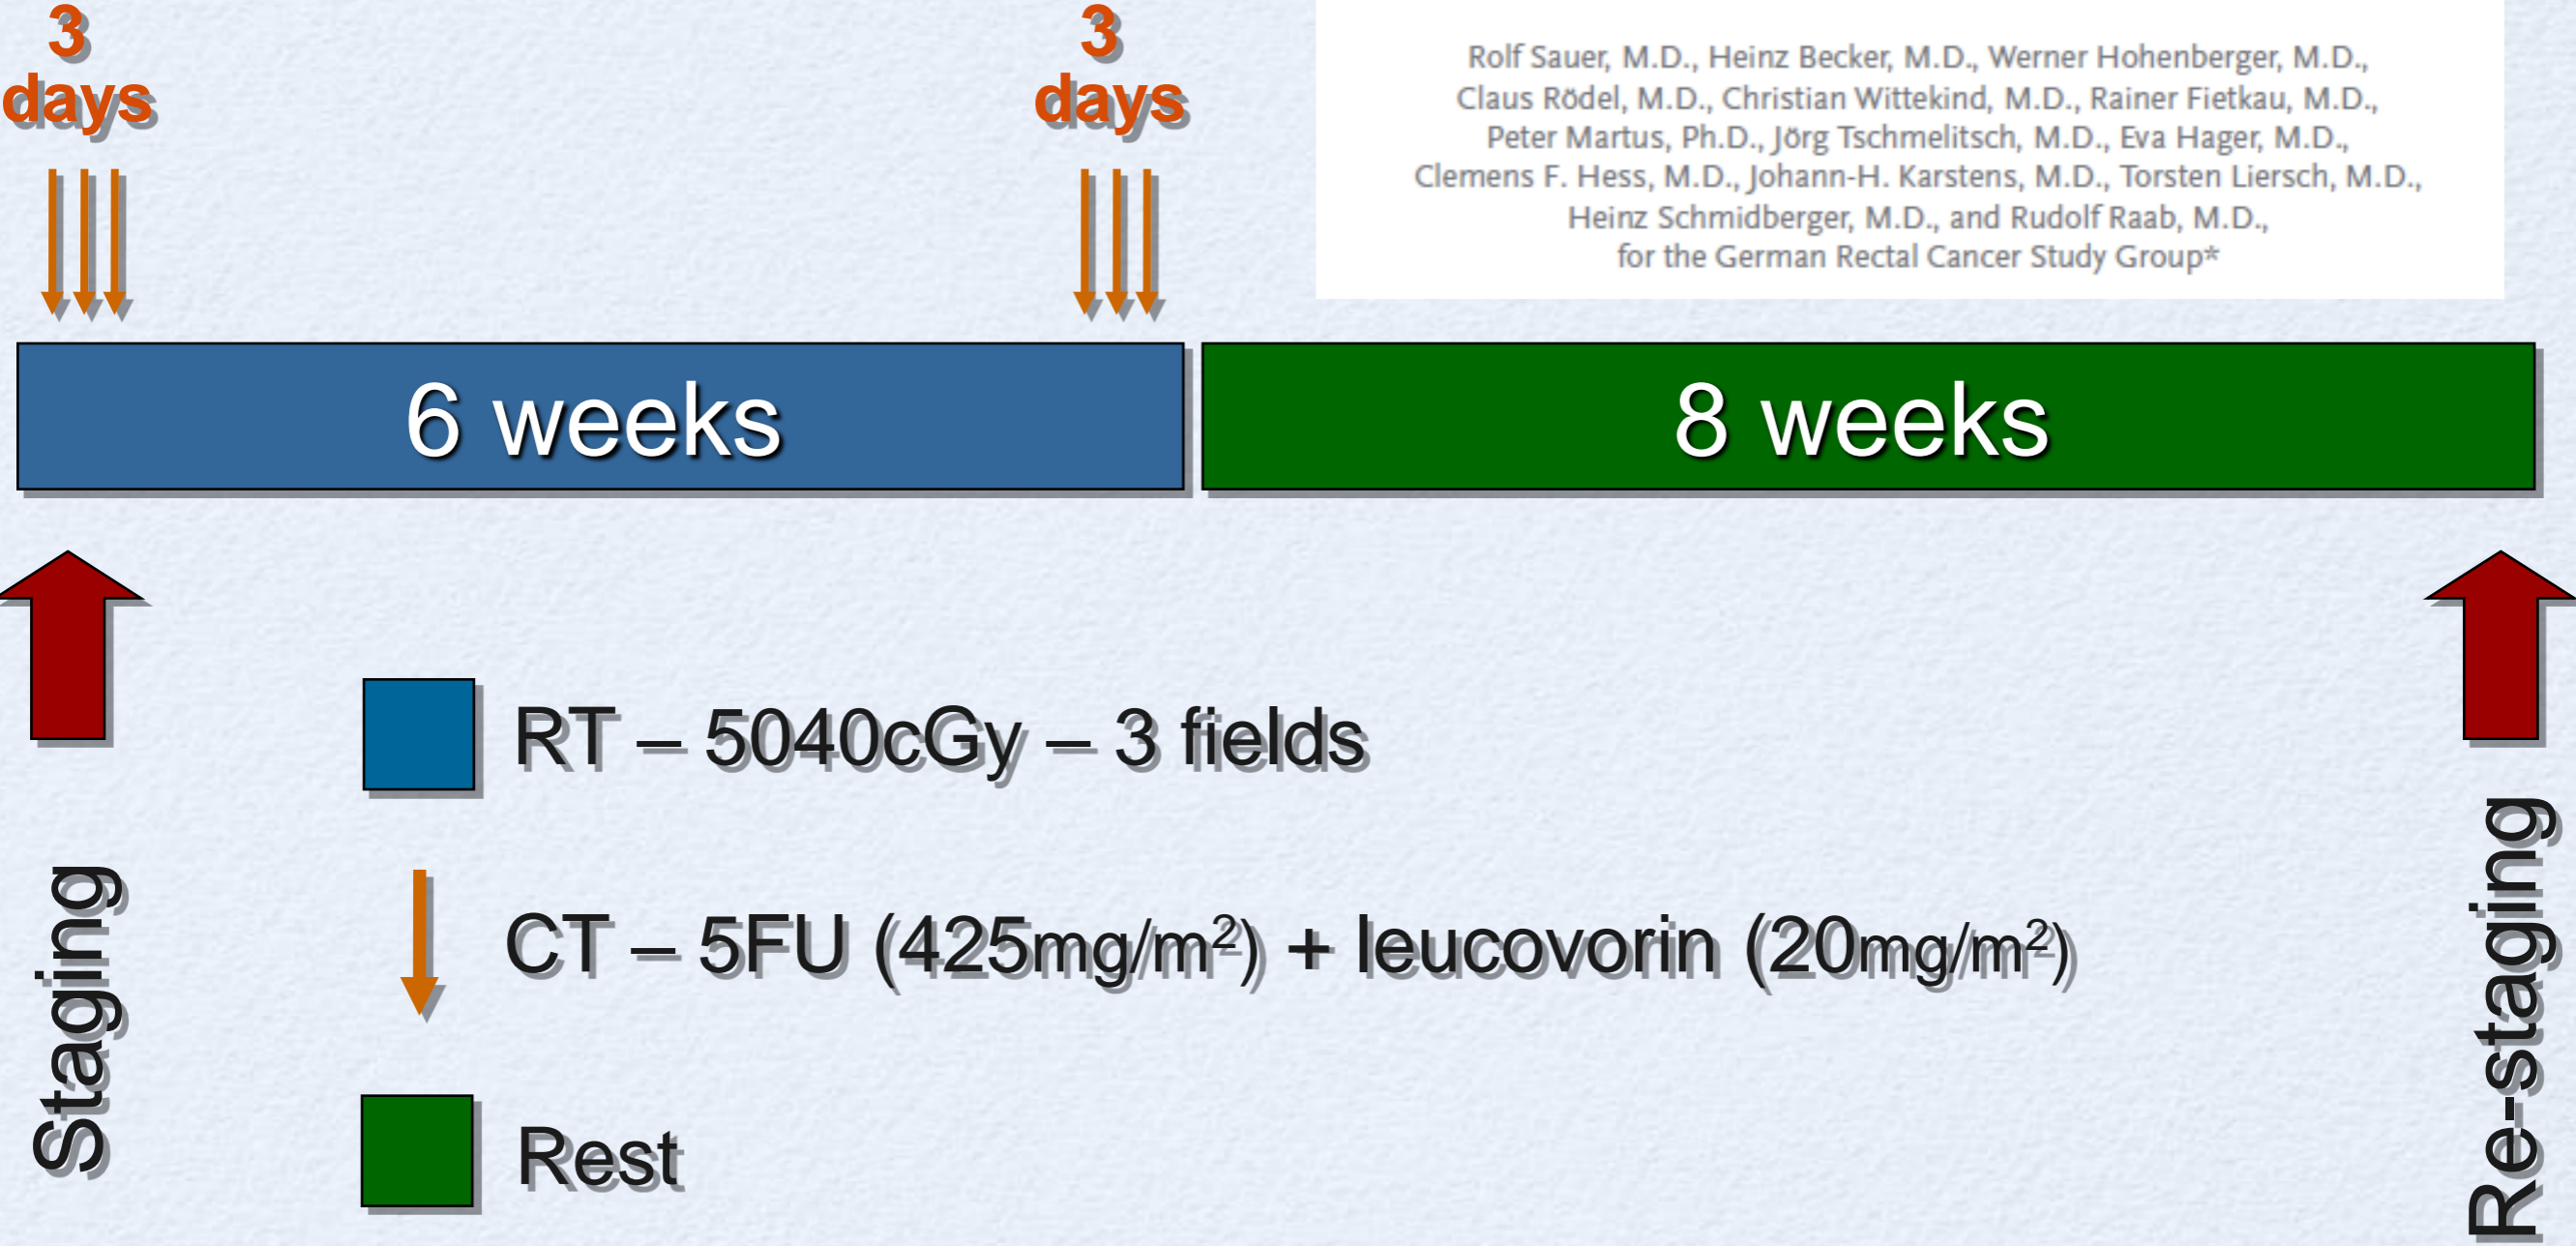 3
days
3
days
Rolf Sauer, M.D., Heinz Becker, M.D., Werner Hohenberger, M.D.,
Claus Rödel, M.D., Christian Wittekind, M.D., Rainer Fietkau, M.D.,
Peter Martus, Ph.D., Jörg Tschmelitsch, M.D., Eva Hager, M.D.,
Clemens F. Hess, M.D., Johann-H. Karstens, M.D., Torsten Liersch, M.D.,
Heinz Schmidberger, M.D., and Rudolf Raab, M.D.,
for the German Rectal Cancer Study Group*
6 weeks
8 weeks
Staging
RT – 5040cGy – 3 fields
CT – 5FU (425mg/m²) + leucovorin (20mg/m²)
Rest
Re-staging